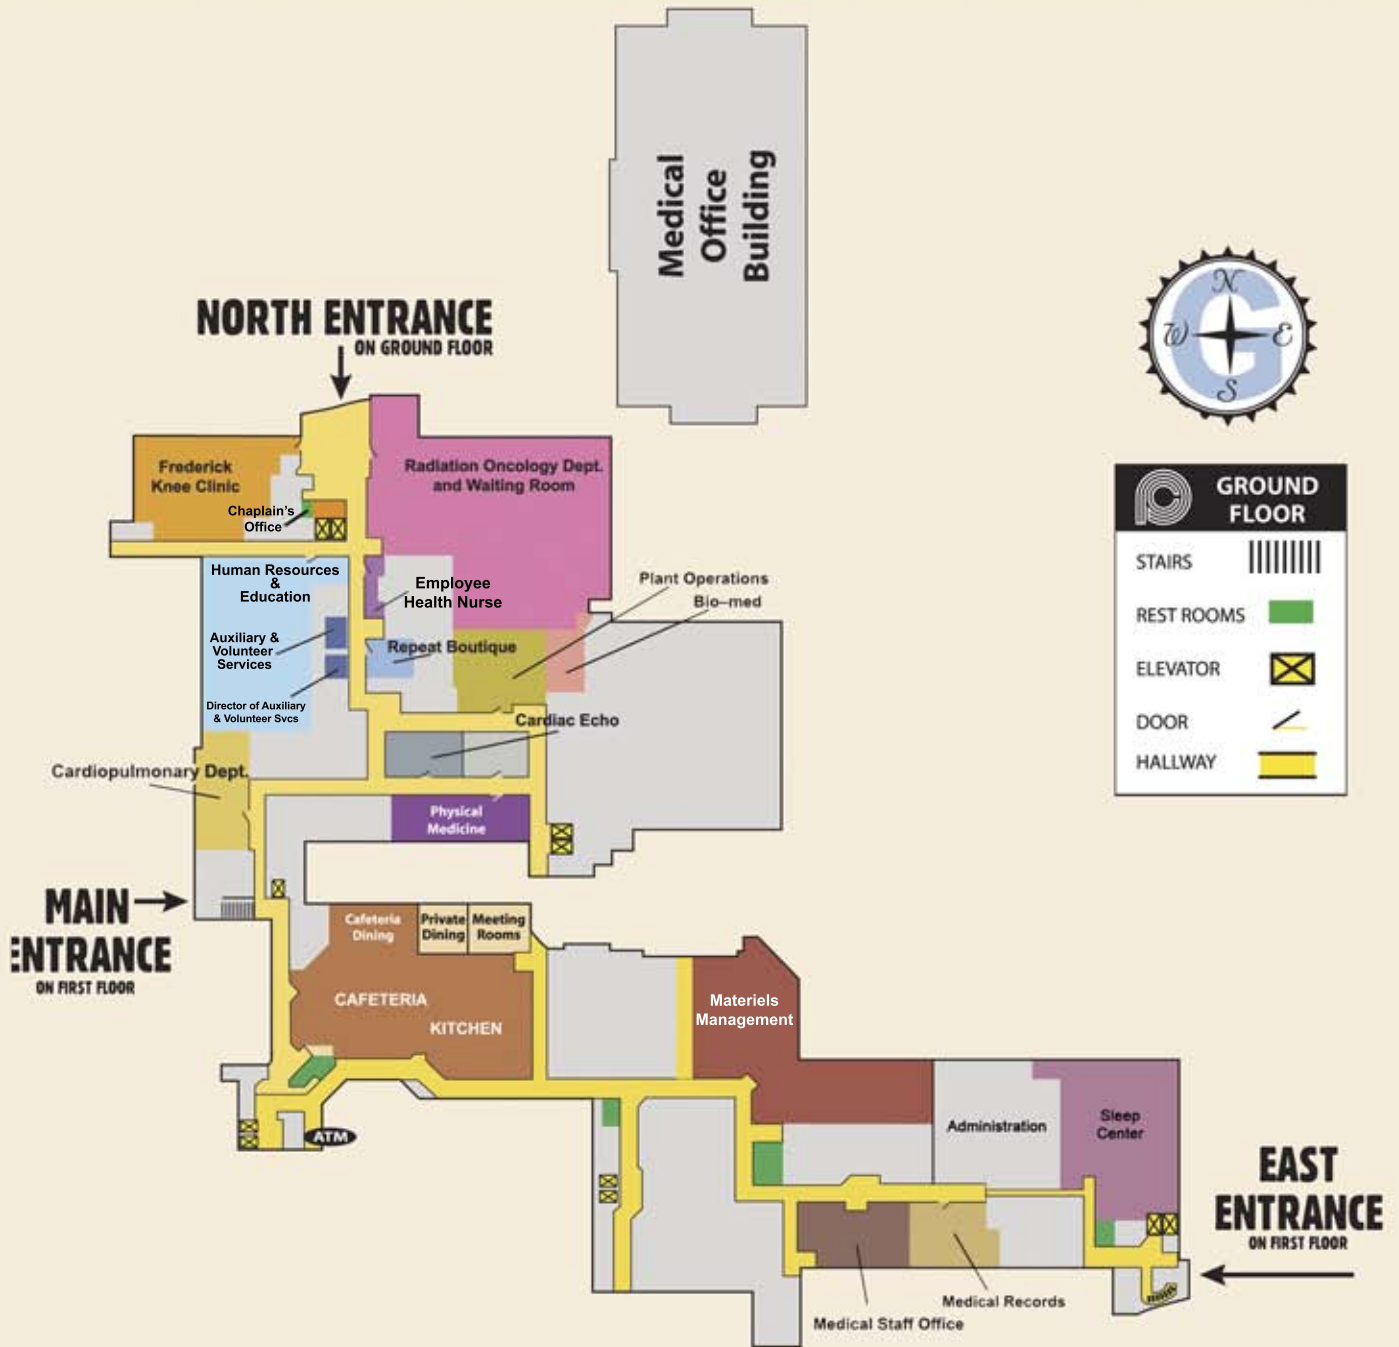 Medical
Office
Building
NORTH ENTRANCE
ON GROUND FLOOR
N
W
E
S
G
Frederick
Knee Clinic
Radiation Oncology Dept.
and Waiting Room
Chaplain's
Office
GROUND
FLOOR
STAIRS
REST ROOMS
ELEVATOR
DOOR
HALLWAY
Human Resources
&
Education
Employee
Health Nurse
Plant Operations
Bio-med
Auxiliary &
Volunteer
Services
Repeat Boutique
Director of Auxiliary
& Volunteer Svcs
Cardiac Echo
Cardiopulmonary Dept.
Physical
Medicine
MAIN
ENTRANCE
ON FIRST FLOOR
Cafeteria
Dining
Private
Dining
Meeting
Rooms
CAFETERIA
KITCHEN
Materiels
Management
ATM
Administration
Sleep
Center
EAST
ENTRANCE
ON FIRST FLOOR
Medical Records
Medical Staff Office